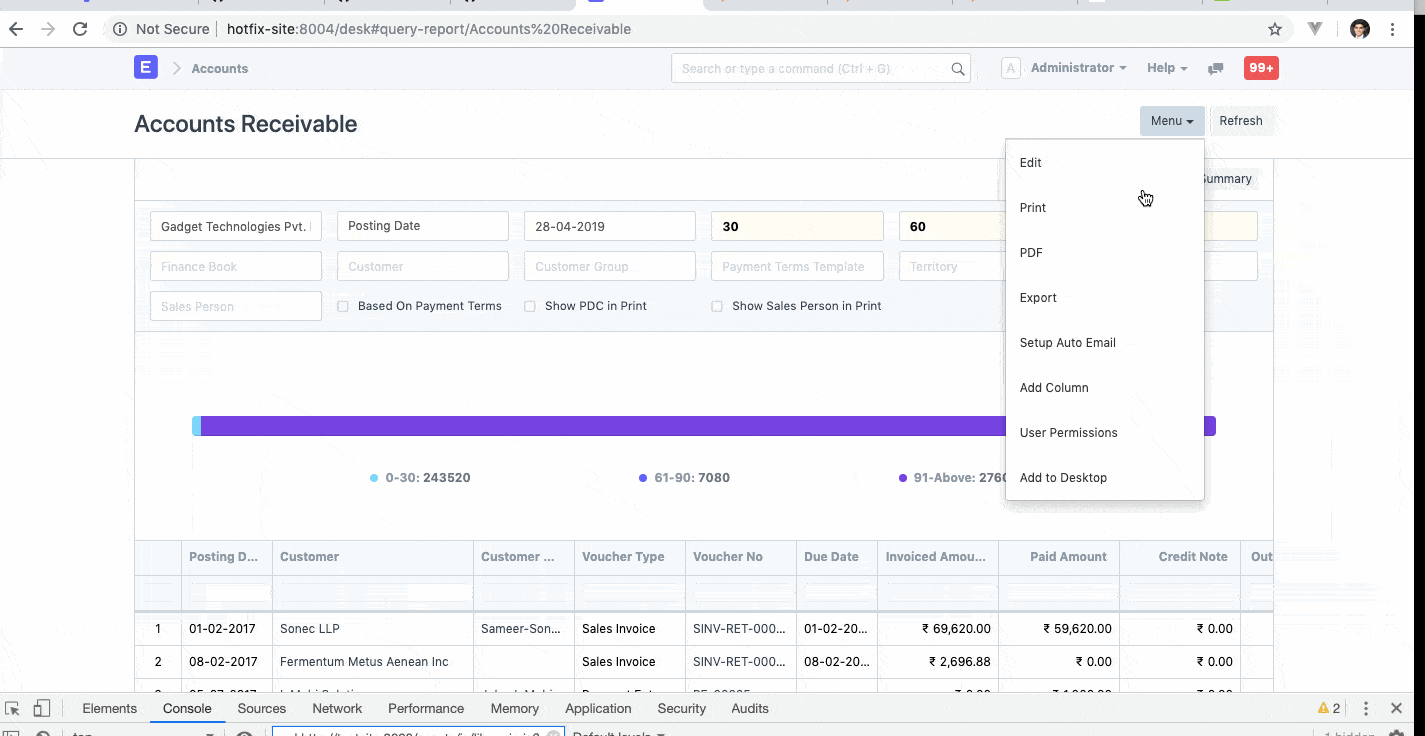 Not Secure hotfix-site:8004/desk#query-report/Accounts%20Receivable
E Accounts Search or type a command (Ctrl + G) A Administrator Help 99+
Accounts Receivable Menu Refresh
Edit
Summary
Print
Gadget Technologies Pvt. Posting Date 28-04-2019 30 60
PDF
Finance Book Customer Customer Group Payment Terms Template Territory
Export
Sales Person Based On Payment Terms Show PDC in Print Show Sales Person in Print
Setup Auto Email
Add Column
User Permissions
0-30: 243520 61-90: 7080 91-Above: 2760
Add to Desktop
Posting D... Customer Customer ... Voucher Type Voucher No Due Date Invoiced Amou... Paid Amount Credit Note Out
1 01-02-2017 Sonec LLP Sameer-Son... Sales Invoice SINV-RET-000... 01-02-20... ₹ 69,620.00 ₹ 59,620.00 ₹ 0.00
2 08-02-2017 Fermentum Metus Aenean Inc Sales Invoice SINV-RET-000... 08-02-20... ₹ 2,696.88 ₹ 0.00 ₹ 0.00
Elements Console Sources Network Performance Memory Application Security Audits 2
top Default levels 1 hidden